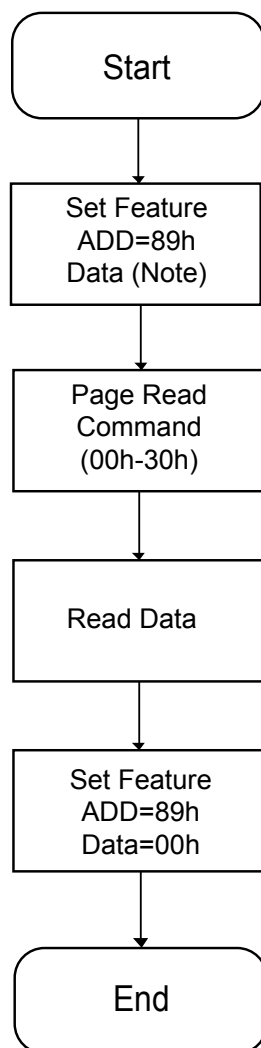 Start
Set Feature
ADD=89h
Data (Note)
Page Read
Command
(00h-30h)
Read Data
Set Feature
ADD=89h
Data=00h
End